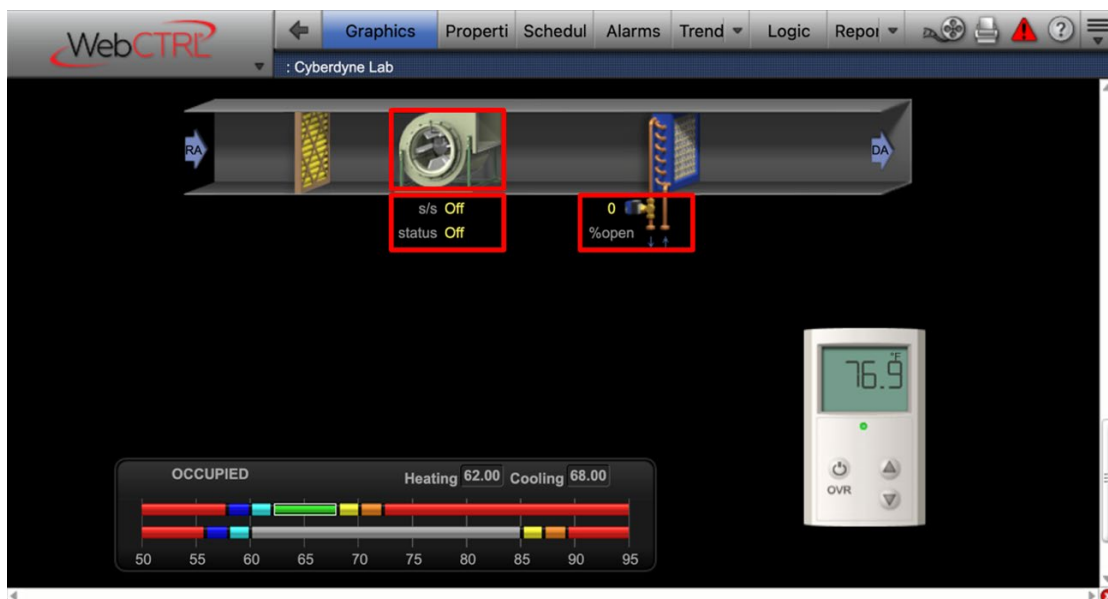 WebCTRL®
Graphics Properti Schedul Alarms Trend Logic Repor
: Cyberdyne Lab
RA
DA
s/s Off
status Off
0
%open
°F
76.9
OVR
OCCUPIED Heating 62.00 Cooling 68.00
50 55 60 65 70 75 80 85 90 95